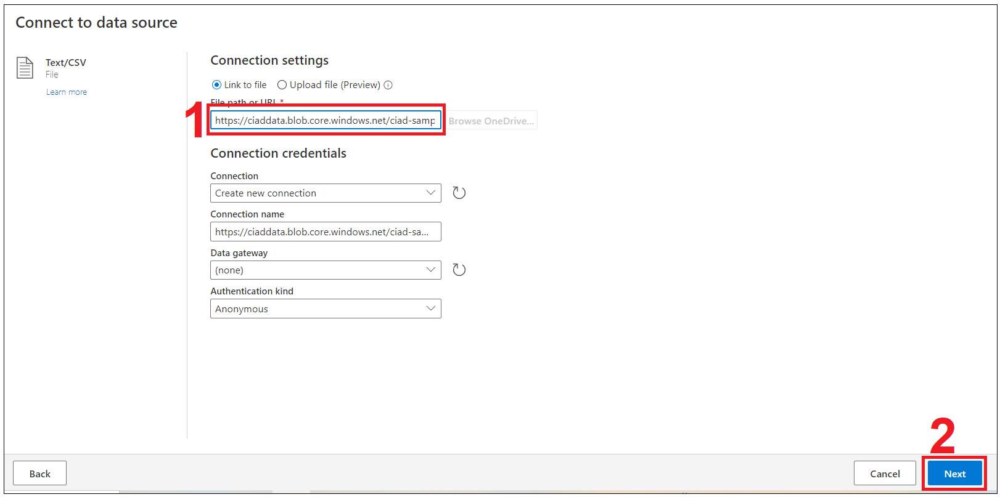 Connect to data source
Text/CSV
File
Learn more
Connection settings
Link to file Upload file (Preview)
File path or URL *
1
https://ciaddata.blob.core.windows.net/ciad-samp
Browse OneDrive...
Connection credentials
Connection
Create new connection
Connection name
https://ciaddata.blob.core.windows.net/ciad-sa...
Data gateway
(none)
Authentication kind
Anonymous
2
Back
Cancel
Next